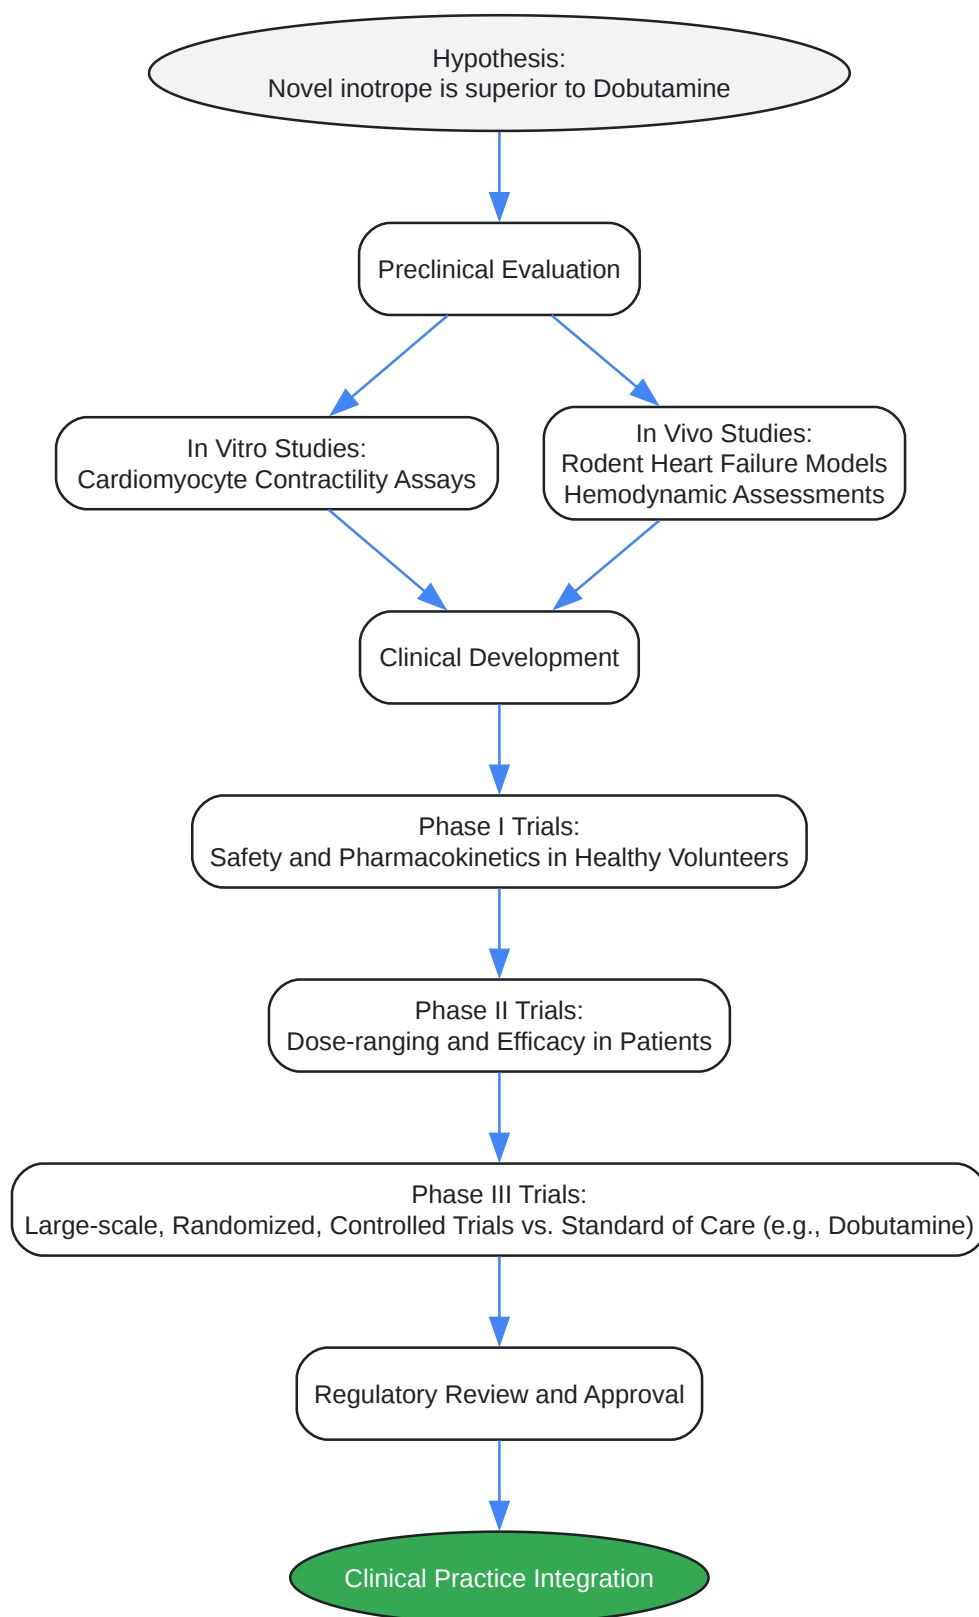 Hypothesis:
Novel inotrope is superior to Dobutamine
Preclinical Evaluation
In Vitro Studies:
Cardiomyocyte Contractility Assays
In Vivo Studies:
Rodent Heart Failure Models
Hemodynamic Assessments
Clinical Development
Phase I Trials:
Safety and Pharmacokinetics in Healthy Volunteers
Phase II Trials:
Dose-ranging and Efficacy in Patients
Phase III Trials:
Large-scale, Randomized, Controlled Trials vs. Standard of Care (e.g., Dobutamine)
Regulatory Review and Approval
Clinical Practice Integration